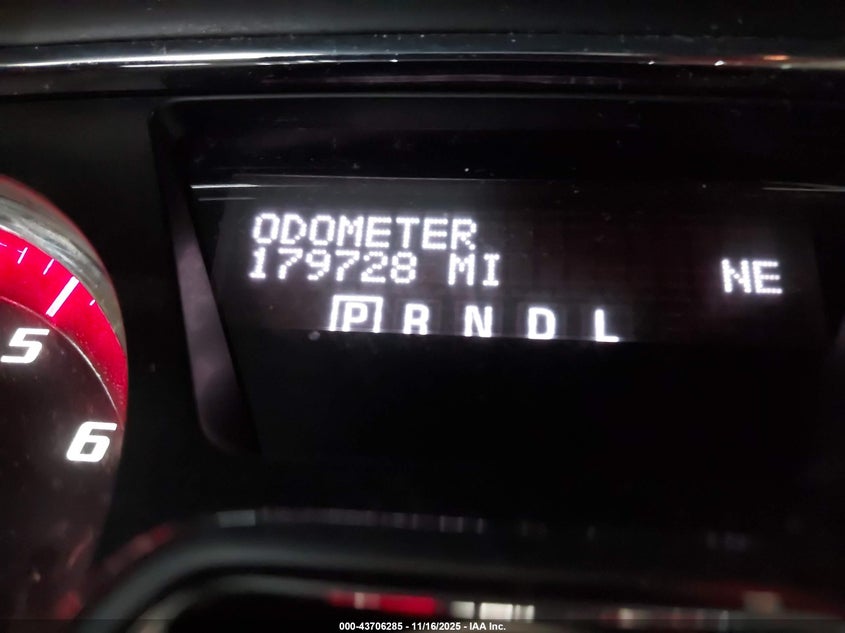 ODOMETER
179728 MI
NE
P R N D L
5
6
000-43706285 - 11/16/2025 - IAA Inc.